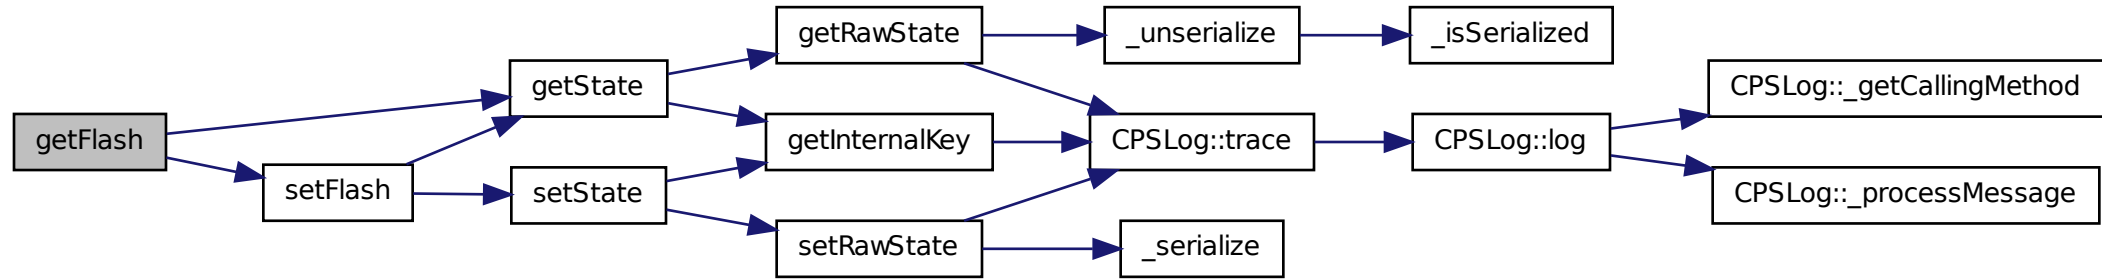 getFlash
setFlash
getState
setState
getRawState
getInternalKey
setRawState
_unserialize
CPSLog::trace
_serialize
_isSerialized
CPSLog::log
CPSLog::_getCallingMethod
CPSLog::_processMessage